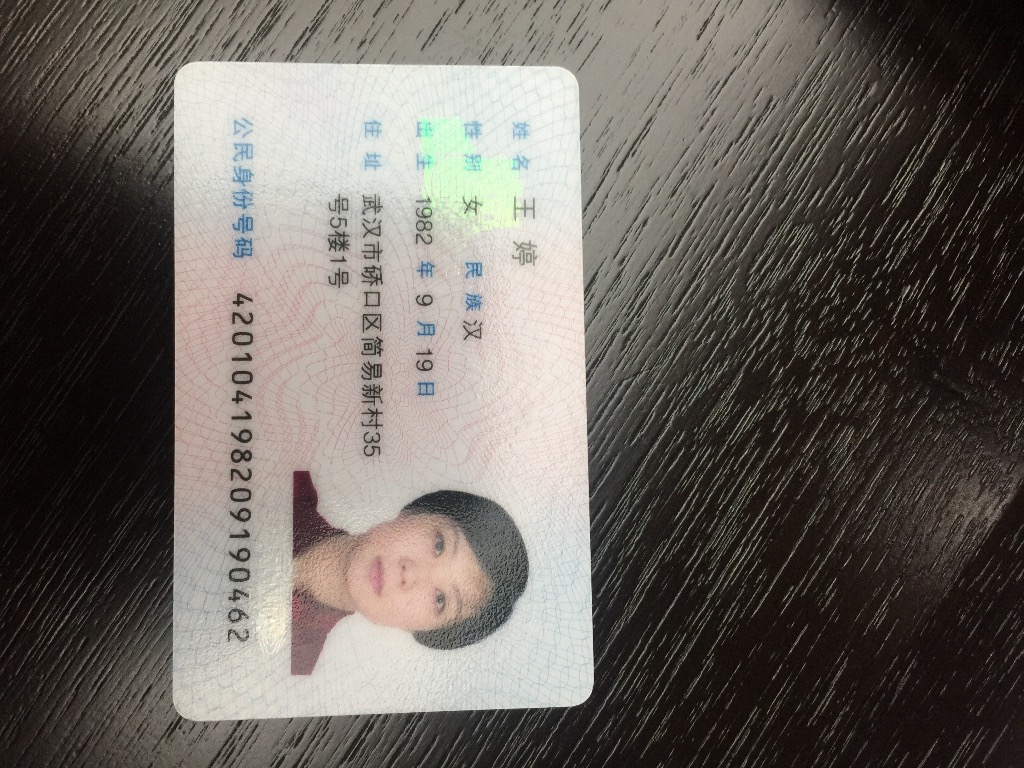 姓名 王婷
性别 女 民族 汉
出生 1982 年 9 月 19 日
住址 武汉市硚口区简易新村35
号5楼1号
公民身份号码 420104198209190462